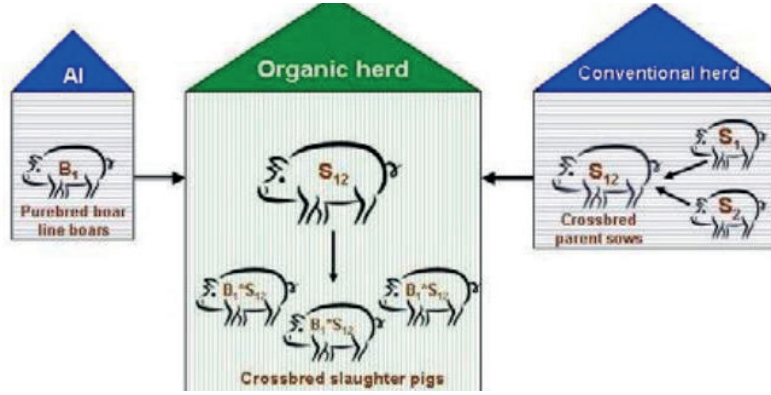 AI
B1
Purebred boar
line boars
Organic herd
S12
B1*S12
B1*S12
B1*S12
Crossbred slaughter pigs
Conventional herd
S12
S1
S2
Crossbred
parent sows